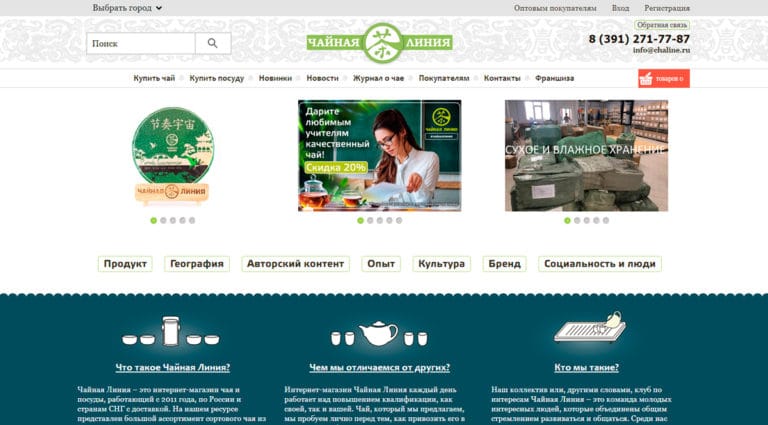 Выбрать город
Оптовым покупателям Вход Регистрация
Поиск
ЧАЙНАЯ 茶 ЛИНИЯ
Обратная связь
8 (391) 271-77-87
info@chaline.ru
Купить чай Купить посуду Новинки Новости Журнал о чае Покупателям Контакты Франшиза
товаров 0
节奏宇宙
ЧАЙНАЯ ЛИНИЯ
Дарите
любимым
учителям
качественный
чай!
Скидка 20%
ЧАЙНАЯ ЛИНИЯ
СУХОЕ И ВЛАЖНОЕ ХРАНЕНИЕ
Продукт География Авторский контент Опыт Культура Бренд Социальность и люди
Что такое Чайная Линия?
Чайная Линия – это интернет-магазин чая и
посуды, работающий с 2011 года, по России и
странам СНГ с доставкой. На нашем ресурсе
представлен большой ассортимент сортового чая из
Чем мы отличаемся от других?
Интернет-магазин Чайная Линия каждый день
работает над повышением квалификации, как
своей, так и вашей. Чай, который мы предлагаем,
мы пробуем лично перед тем, как привозить его в
Кто мы такие?
Наш коллектив или, другими словами, клуб по
интересам Чайная Линия – это команда молодых
интересных людей, которые объединены общим
стремлением развиваться и общаться. Среди нас